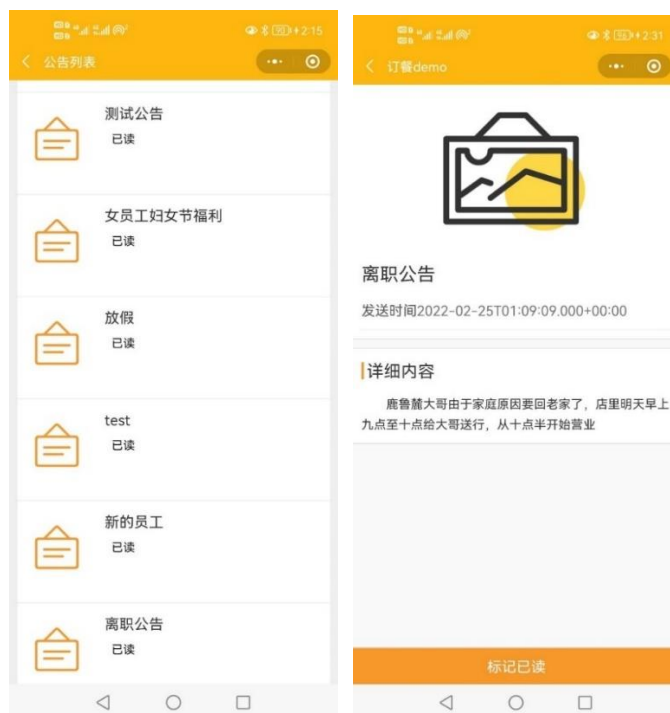 2:15
公告列表
测试公告
已读
女员工妇女节福利
已读
放假
已读
test
已读
新的员工
已读
离职公告
已读
2:31
订餐demo
离职公告
发送时间2022-02-25T01:09:09.000+00:00
详细内容
鹿鲁麓大哥由于家庭原因要回老家了，店里明天早上
九点至十点给大哥送行，从十点半开始营业
标记已读